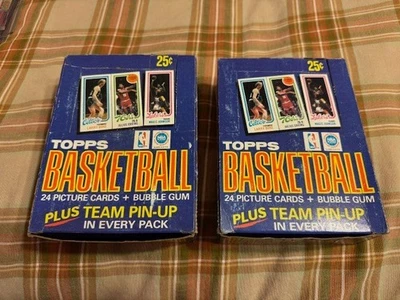 25¢
TOPPS
BASKETBALL
24 PICTURE CARDS + BUBBLE GUM
PLUS TEAM PIN-UP
IN EVERY PACK
25¢
TOPPS
BASKETBALL
24 PICTURE CARDS + BUBBLE GUM
PLUS TEAM PIN-UP
IN EVERY PACK